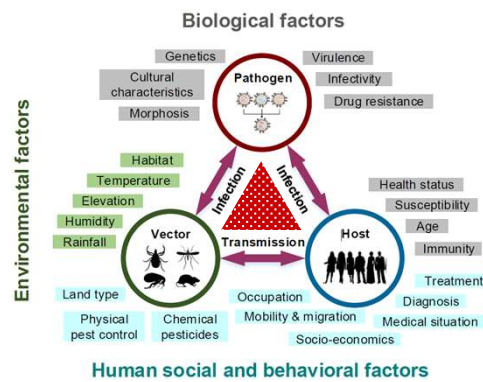 Biological factors
Genetics
Cultural
characteristics
Morphosis
Pathogen
Virulence
Infectivity
Drug resistance
Environmental factors
Habitat
Temperature
Elevation
Humidity
Rainfall
Infection
Infection
Transmission
Vector
Host
Health status
Susceptibility
Age
Immunity
Land type
Physical
pest control
Chemical
pesticides
Occupation
Mobility & migration
Socio-economics
Treatment
Diagnosis
Medical situation
Human social and behavioral factors